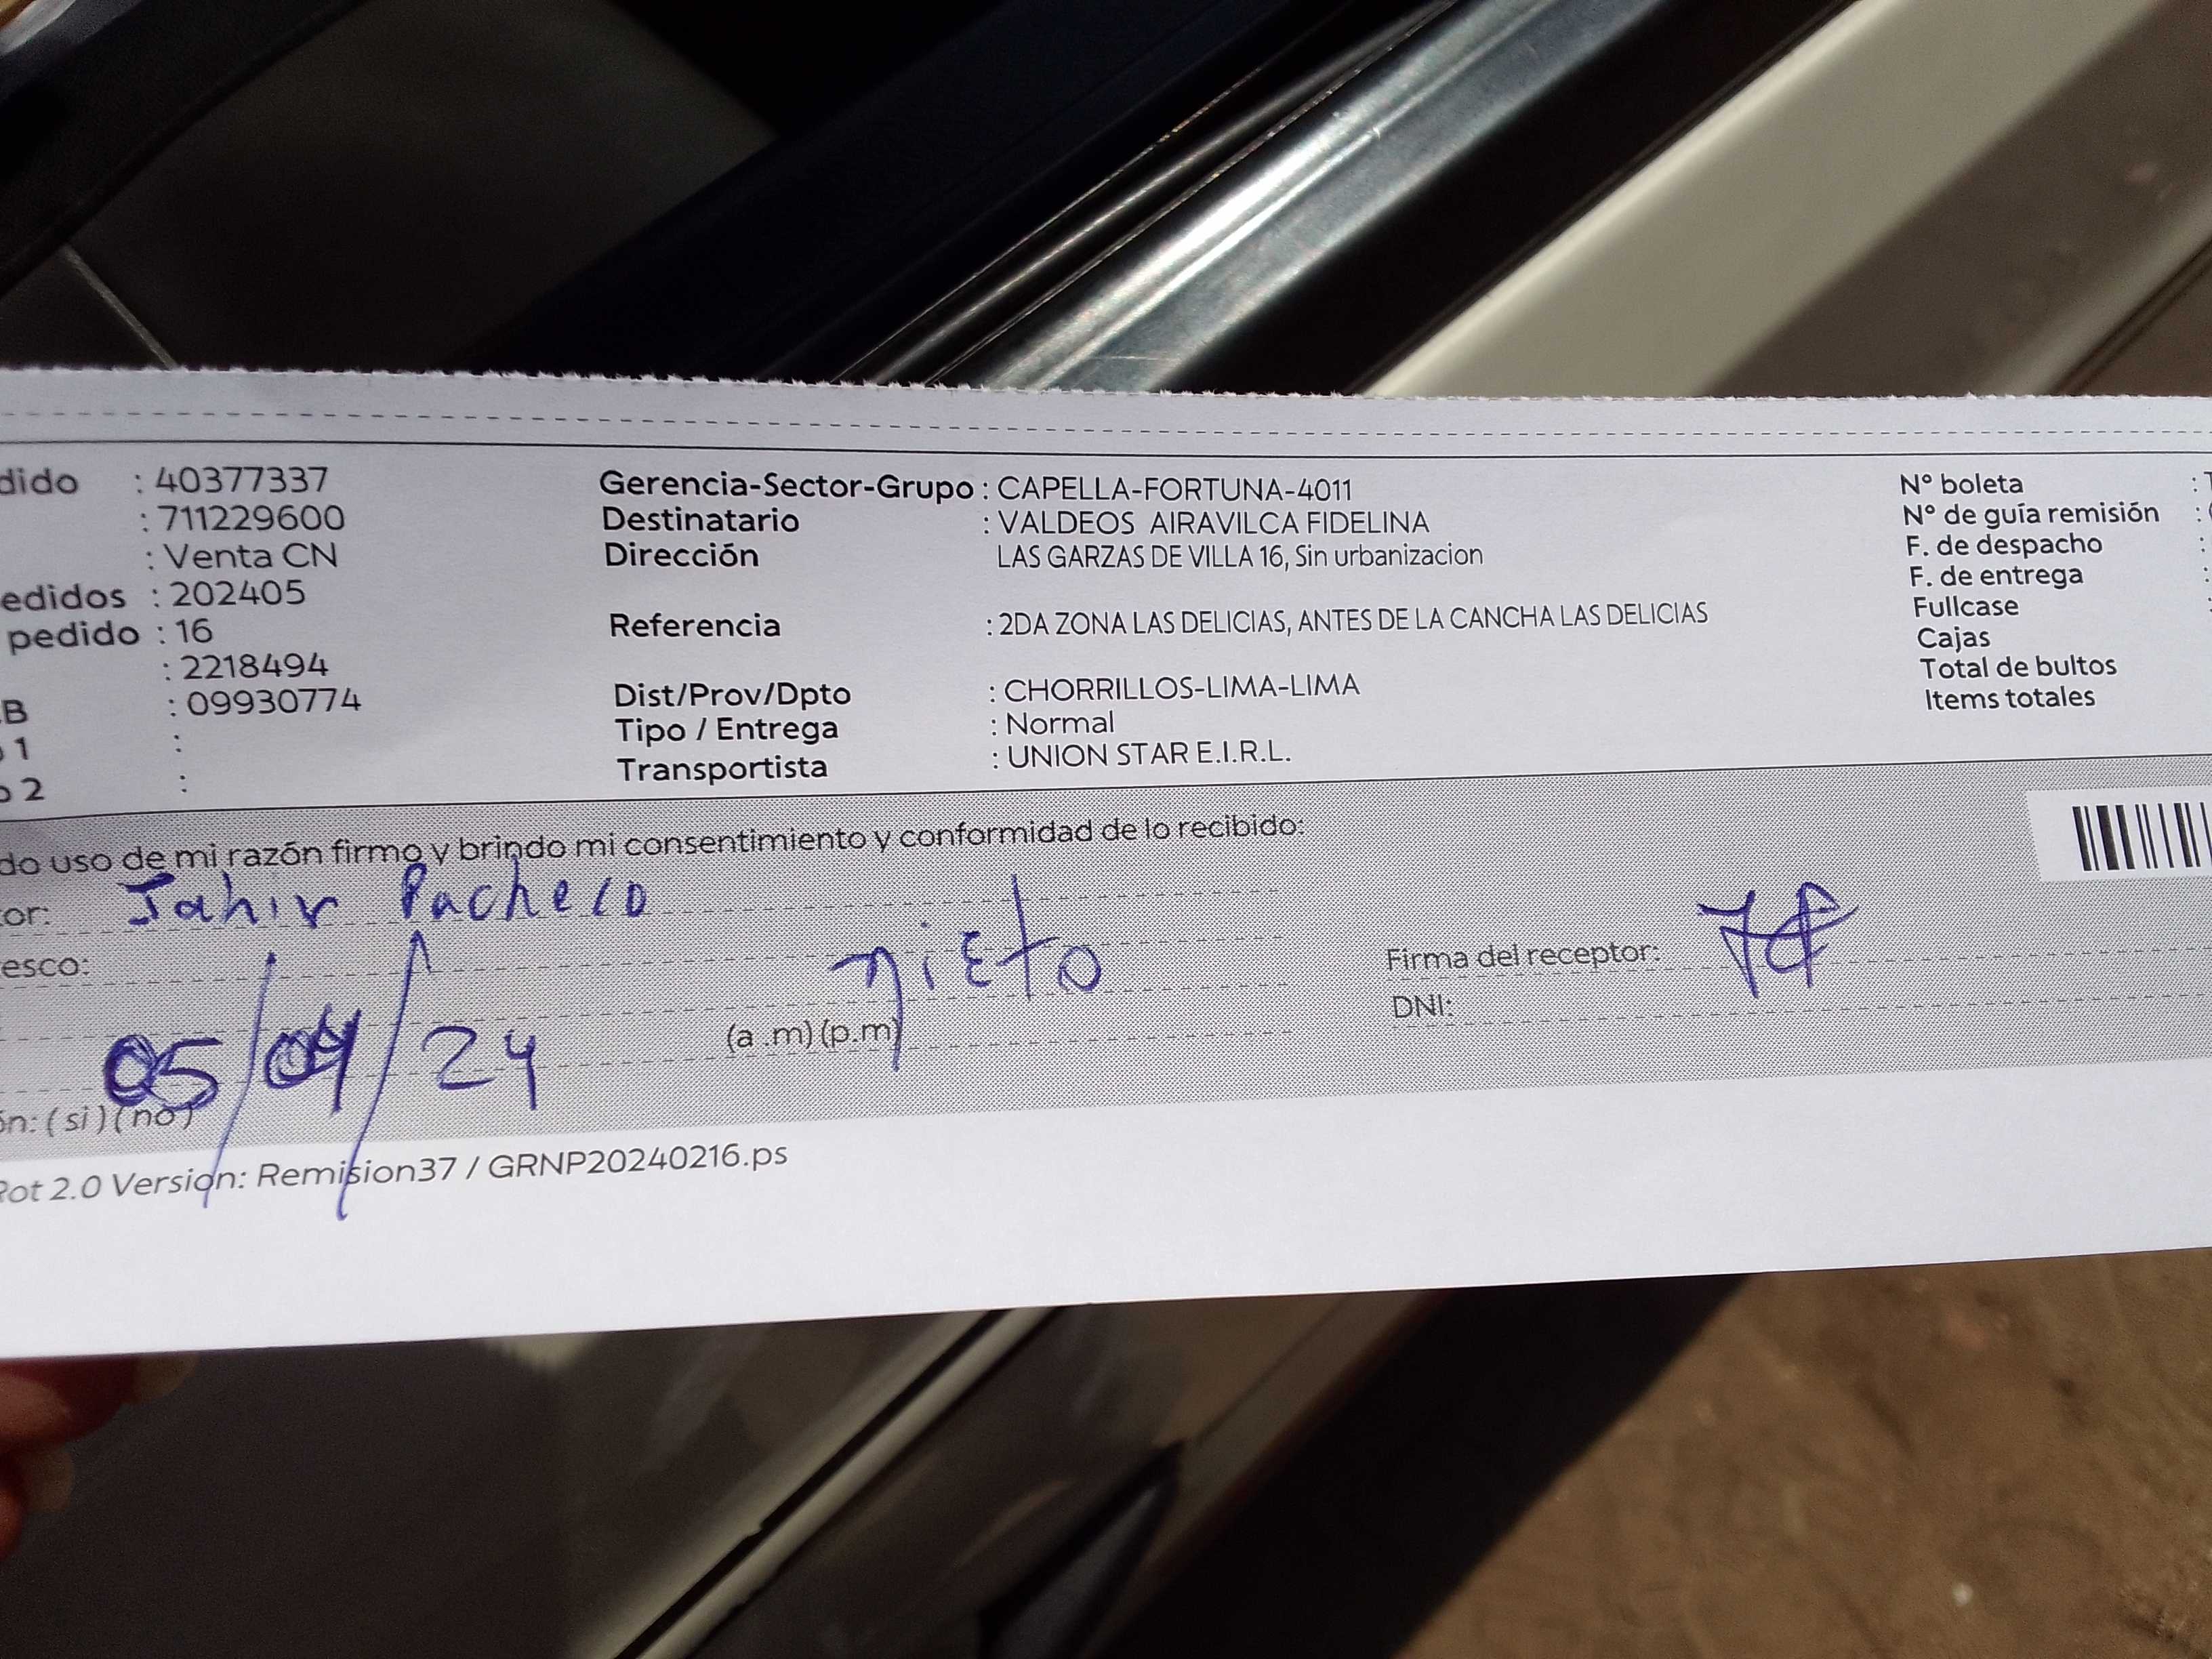 dido : 40377337
: 711229600
: Venta CN
edidos : 202405
pedido : 16
: 2218494
B : 09930774
1 :
o 2 :
Gerencia-Sector-Grupo : CAPELLA-FORTUNA-4011
Destinatario : VALDEOS AIRAVILCA FIDELINA
Dirección LAS GARZAS DE VILLA 16, Sin urbanizacion
Referencia : 2DA ZONA LAS DELICIAS, ANTES DE LA CANCHA LAS DELICIAS
Dist/Prov/Dpto : CHORRILLOS-LIMA-LIMA
Tipo / Entrega : Normal
Transportista : UNION STAR E.I.R.L.
N° boleta :
N° de guía remisión :
F. de despacho :
F. de entrega :
Fullcase :
Cajas
Total de bultos
Items totales
do uso de mi razón firmo y brindo mi consentimiento y conformidad de lo recibido:
or: Jahir Pacheco
esco: nieto
05/04/24 (a .m) (p.m)
Firma del receptor:
DNI:
ón: ( si ) ( no )
Rot 2.0 Version: Remision37 / GRNP20240216.ps